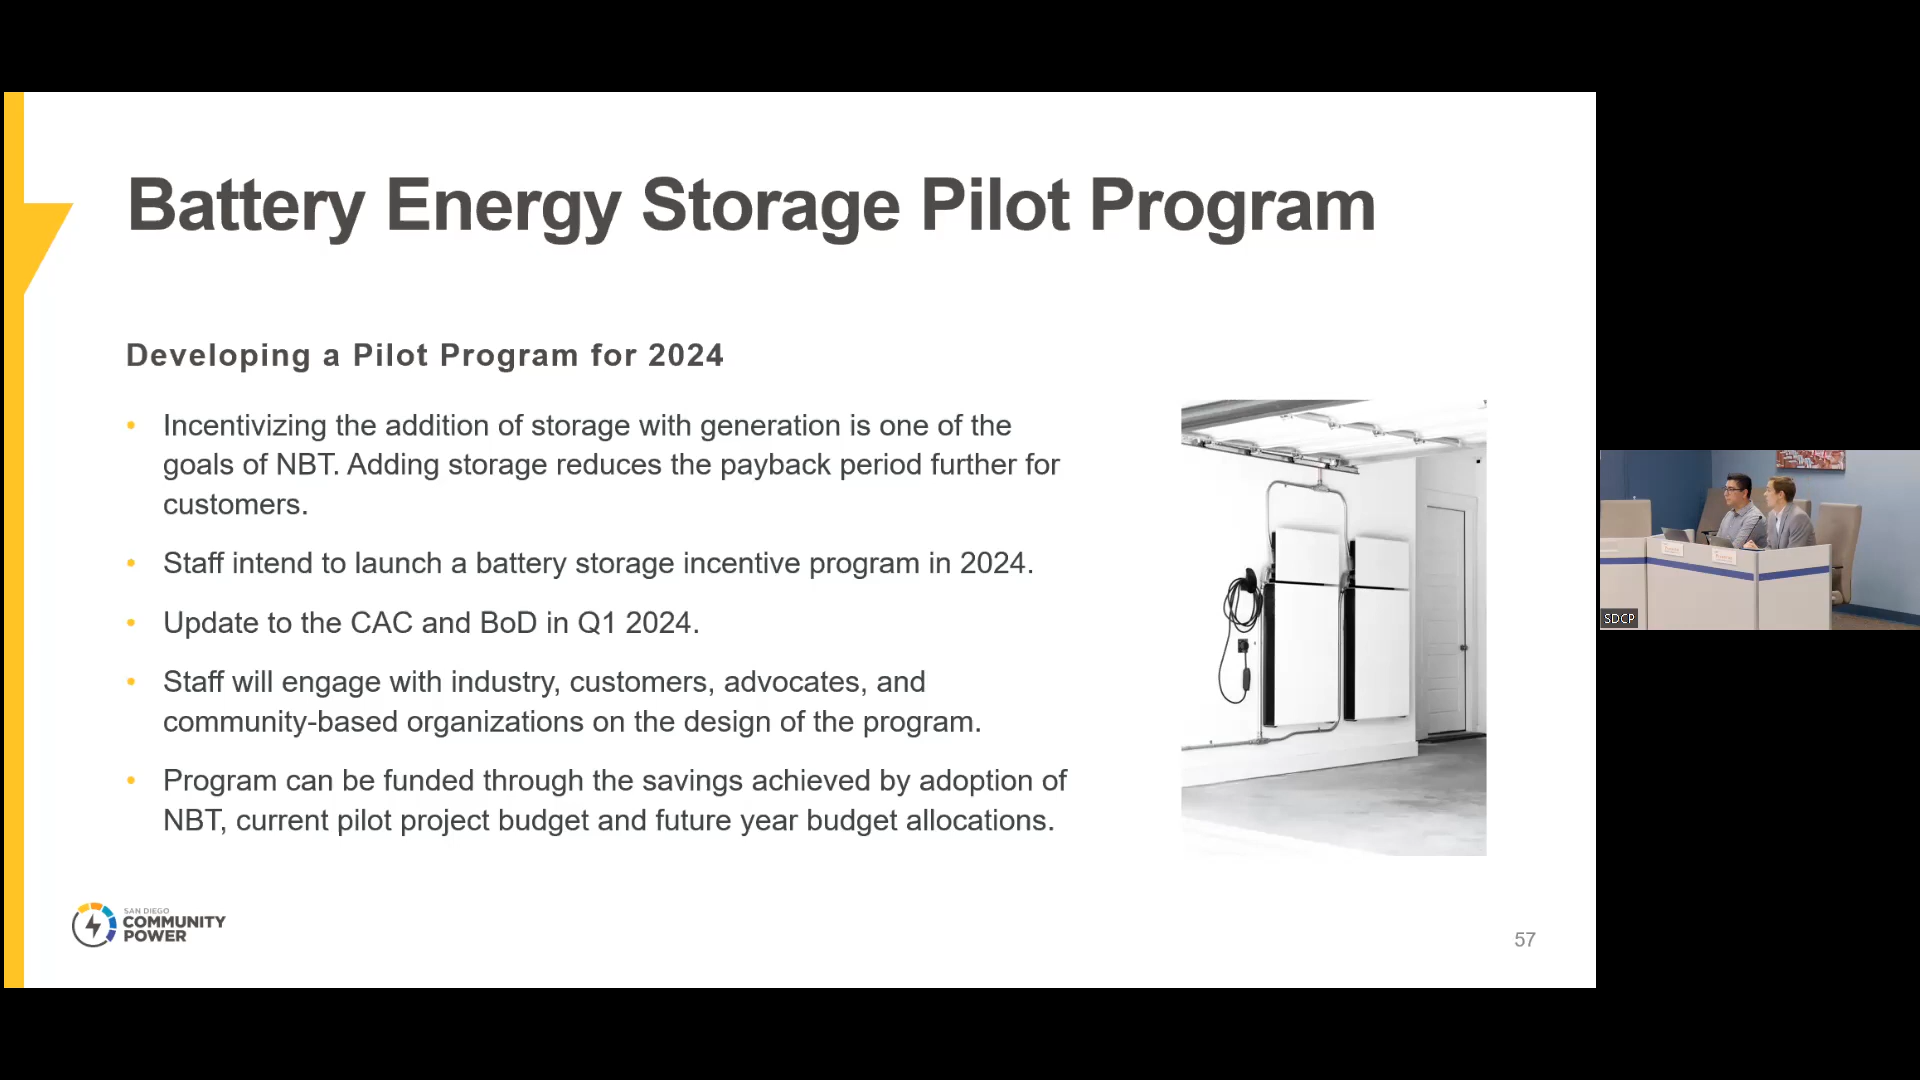 Battery Energy Storage Pilot Program
Developing a Pilot Program for 2024
• Incentivizing the addition of storage with generation is one of the
goals of NBT. Adding storage reduces the payback period further for
customers.
• Staff intend to launch a battery storage incentive program in 2024.
• Update to the CAC and BoD in Q1 2024.
• Staff will engage with industry, customers, advocates, and
community-based organizations on the design of the program.
• Program can be funded through the savings achieved by adoption of
NBT, current pilot project budget and future year budget allocations.
SAN DIEGO
COMMUNITY
POWER
57
SDCP